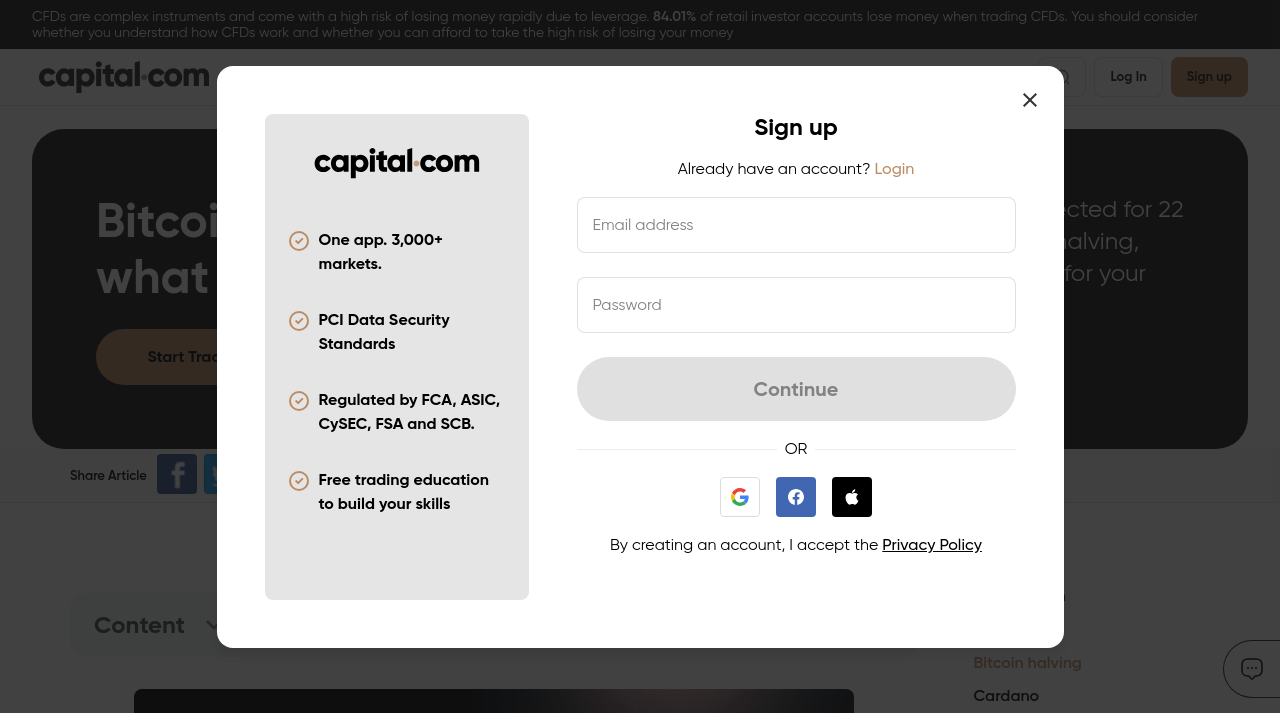 CFDs are complex instruments and come with a high risk of losing money rapidly due to leverage. 84.01% of retail investor accounts lose money when trading CFDs. You should consider
whether you understand how CFDs work and whether you can afford to take the high risk of losing your money
capital.com
Log In
Sign up
Bitcoin
what
ected for 22
halving,
for your
Start Trad
Share Article
Content
Bitcoin halving
Cardano
capital.com
One app. 3,000+
markets.
PCI Data Security
Standards
Regulated by FCA, ASIC,
CySEC, FSA and SCB.
Free trading education
to build your skills
Sign up
Already have an account? Login
Email address
Password
Continue
OR
By creating an account, I accept the Privacy Policy